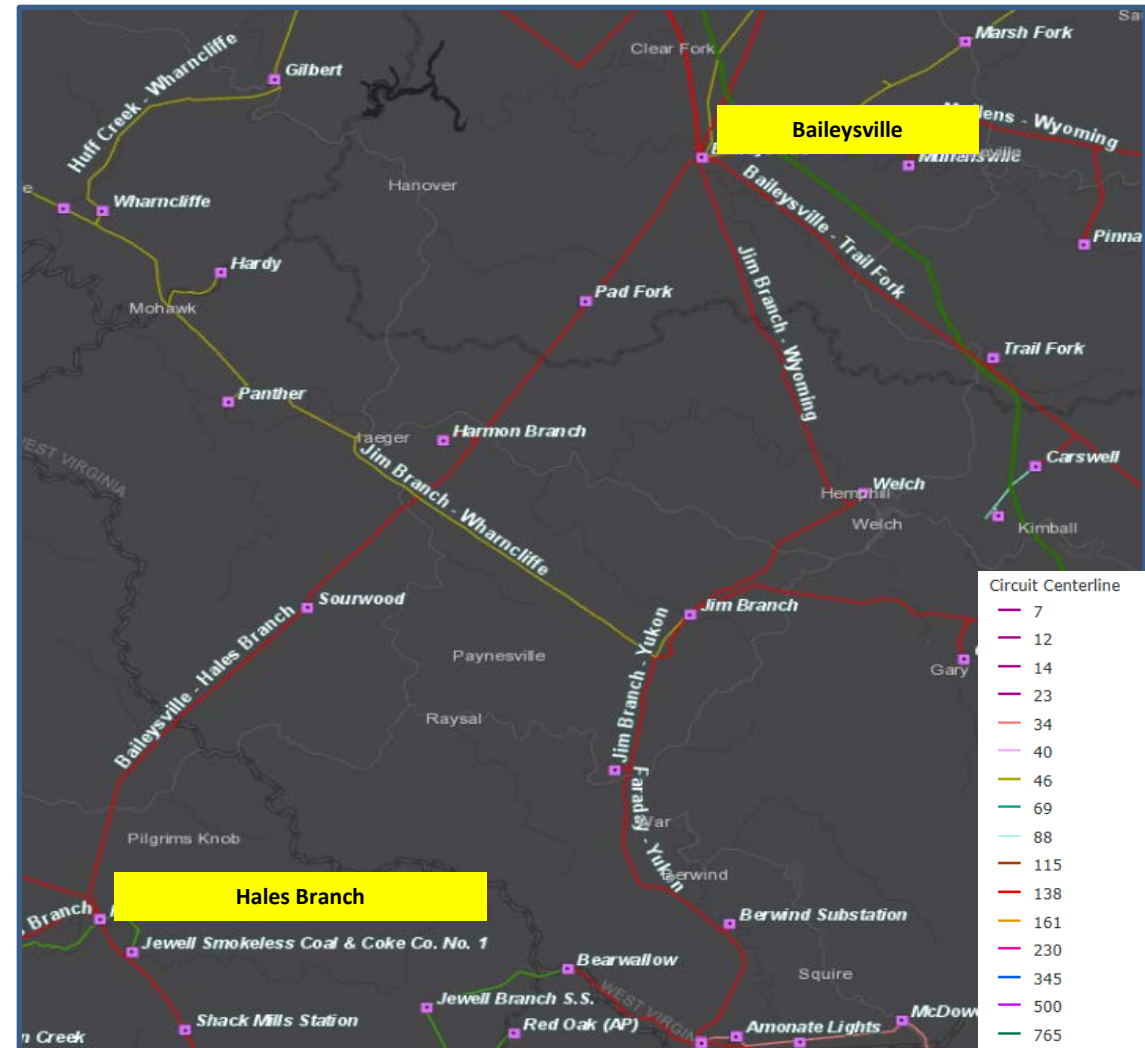 Huff Creek - Wharncliffe
Gilbert
Clear Fork
Marsh Fork
Baileysville
Wyoming
Hanover
Wharncliffe
Hardy
Mohawk
Baileysville - Trail Fork
Jim Branch - Wyoming
Pad Fork
Trail Fork
Panther
Iaeger
Harmon Branch
WEST VIRGINIA
Jim Branch - Wharncliffe
Carswell
Hemphill
Welch
Welch
Kimball
Sourwood
Jim Branch
Baileysville - Hales Branch
Paynesville
Jim Branch - Yukon
Gary
Raysal
Faraday - Yukon
War
Pilgrims Knob
Berwind
Hales Branch
Branch
Berwind Substation
Jewell Smokeless Coal & Coke Co. No. 1
Bearwallow
Squire
WEST VIRGINIA
Jewell Branch S.S.
Shack Mills Station
Red Oak (AP)
Amonate Lights
Creek
Circuit Centerline
7
12
14
23
34
40
46
69
88
115
138
161
230
345
500
765